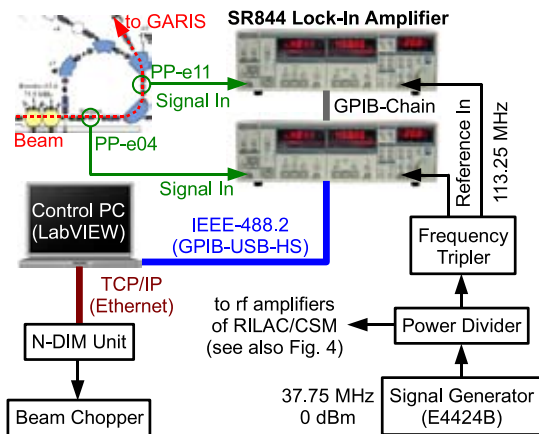 SR844 Lock-In Amplifier
to GARIS
PP-e11
Signal In
GPIB-Chain
Beam
PP-e04
Signal In
Reference In
113.25 MHz
Control PC
(LabVIEW)
IEEE-488.2
(GPIB-USB-HS)
Frequency
Tripler
TCP/IP
(Ethernet)
to rf amplifiers
of RILAC/CSM
(see also Fig. 4)
Power Divider
N-DIM Unit
37.75 MHz
0 dBm
Signal Generator
(E4424B)
Beam Chopper